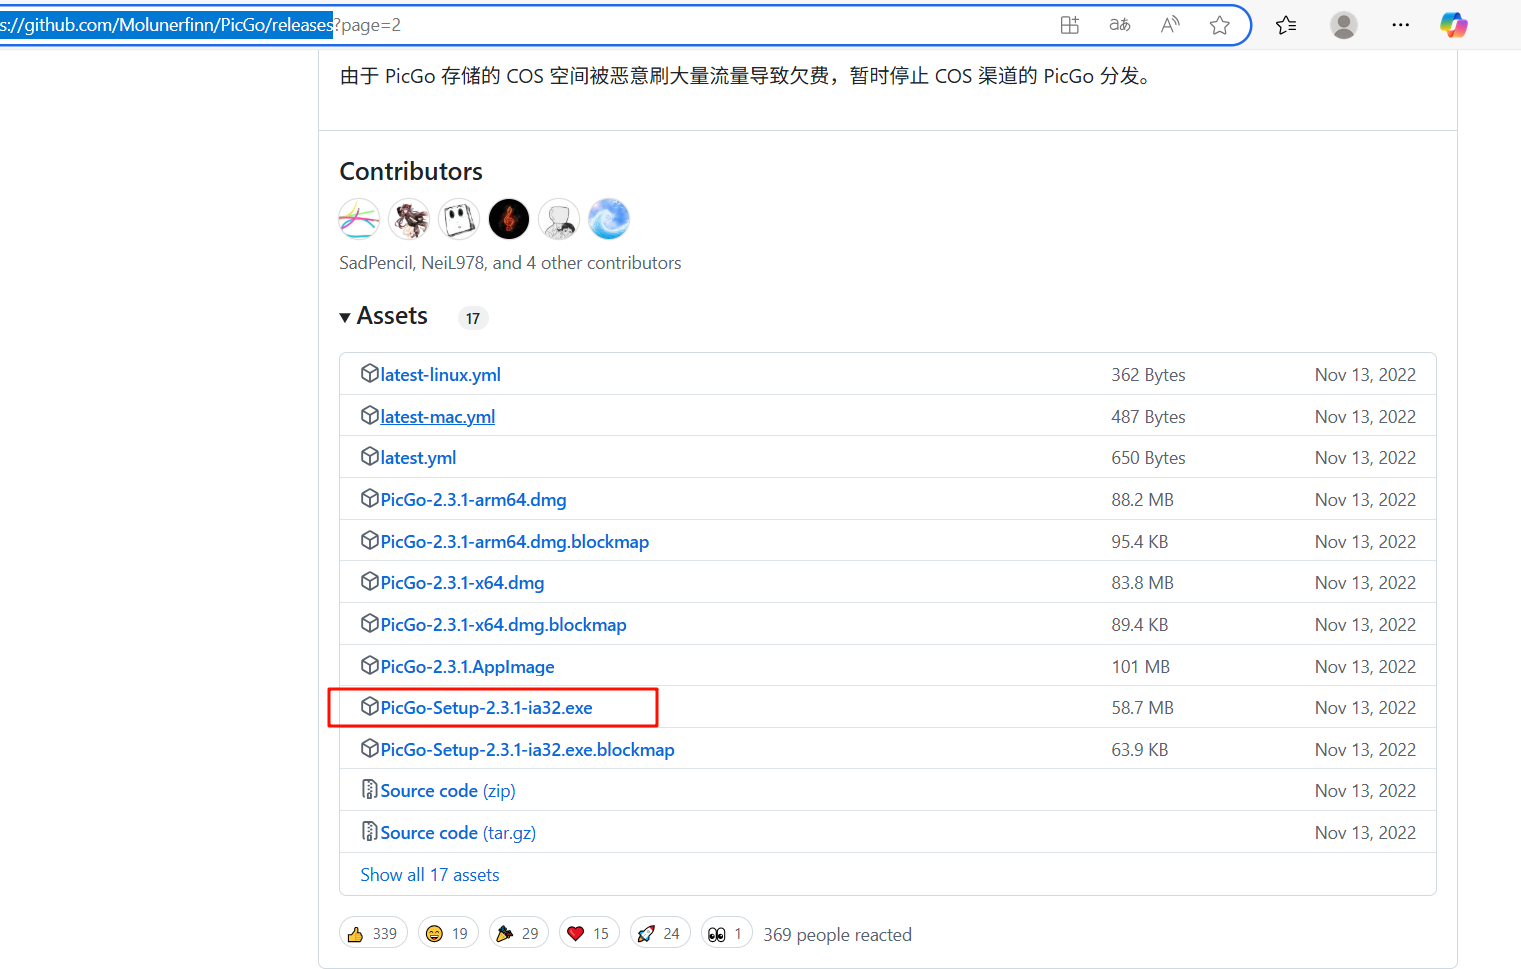 s://github.com/Molunerfinn/PicGo/releases?page=2
由于 PicGo 存储的 COS 空间被恶意刷大量流量导致欠费，暂时停止 COS 渠道的 PicGo 分发。
Contributors
SadPencil, NeiL978, and 4 other contributors
Assets 17
latest-linux.yml 362 Bytes Nov 13, 2022
latest-mac.yml 487 Bytes Nov 13, 2022
latest.yml 650 Bytes Nov 13, 2022
PicGo-2.3.1-arm64.dmg 88.2 MB Nov 13, 2022
PicGo-2.3.1-arm64.dmg.blockmap 95.4 KB Nov 13, 2022
PicGo-2.3.1-x64.dmg 83.8 MB Nov 13, 2022
PicGo-2.3.1-x64.dmg.blockmap 89.4 KB Nov 13, 2022
PicGo-2.3.1.AppImage 101 MB Nov 13, 2022
PicGo-Setup-2.3.1-ia32.exe 58.7 MB Nov 13, 2022
PicGo-Setup-2.3.1-ia32.exe.blockmap 63.9 KB Nov 13, 2022
Source code (zip) Nov 13, 2022
Source code (tar.gz) Nov 13, 2022
Show all 17 assets
339 19 29 15 24 1 369 people reacted